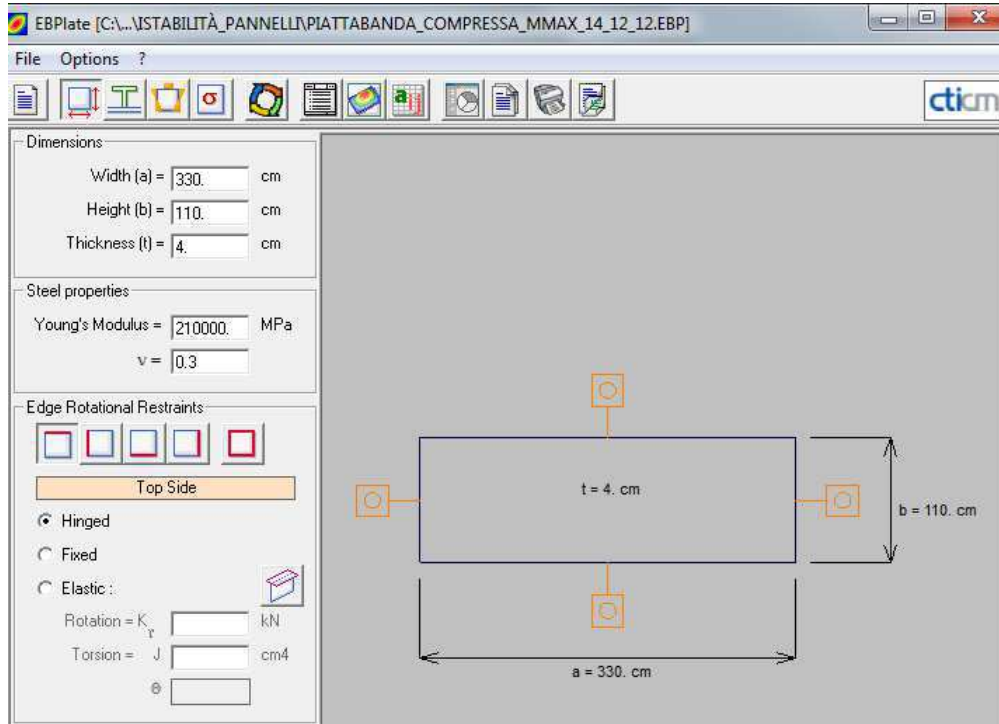 EBPlate [C:\...\ISTABILITÀ_PANNELLI\PIATTABANDA_COMPRESSA_MMAX_14_12_12.EBP]
File Options ?
σ
a ij
cticm
Dimensions
Width (a) = 330. cm
Height (b) = 110. cm
Thickness (t) = 4. cm
Steel properties
Young's Modulus = 210000. MPa
ν = 0.3
Edge Rotational Restraints
Top Side
Hinged
Fixed
Elastic :
Rotation = K r kN
Torsion = J cm4
Θ
t = 4. cm
b = 110. cm
a = 330. cm